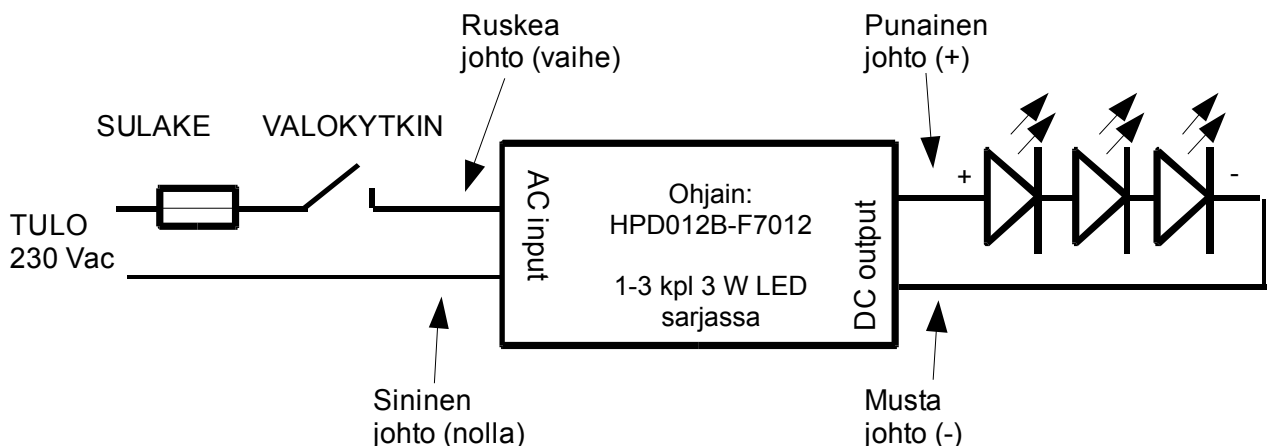 Ruskea
johto (vaihe)
Punainen
johto (+)
SULAKE
VALOKYTKIN
TULO
230 Vac
AC input
Ohjain:
HPD012B-F7012
1-3 kpl 3 W LED
sarjassa
DC output
+
-
Sininen
johto (nolla)
Musta
johto (-)